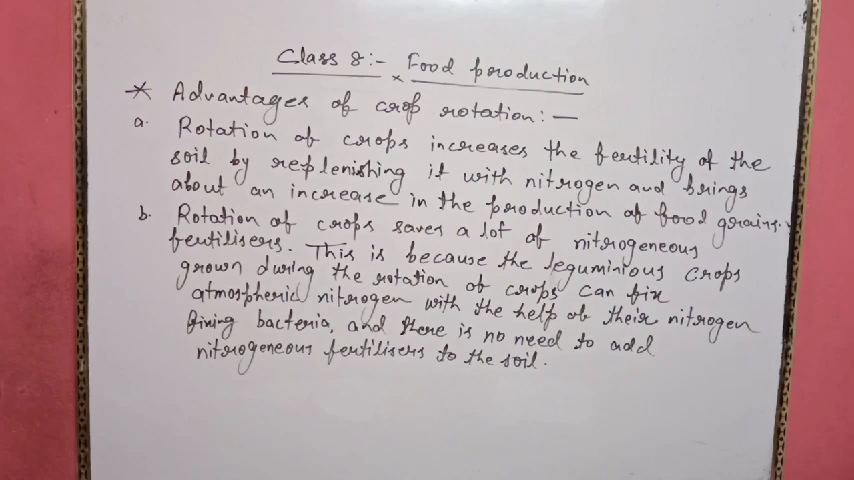 Class 8:- Food production
* Advantages of crop rotation: —
a. Rotation of crops increases the fertility of the
soil by replenishing it with nitrogen and brings
about an increase in the production of food grains.
b. Rotation of crops saves a lot of nitrogeneous
fertilisers. This is because the leguminious crops
grown during the rotation of crops can fix
atmospheric nitrogen with the help of their nitrogen
fixing bacteria, and there is no need to add
nitrogeneous fertilisers to the soil.